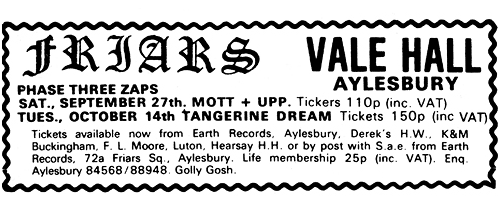 FRIARS VALE HALL
AYLESBURY
PHASE THREE ZAPS
SAT., SEPTEMBER 27th. MOTT + UPP. Tickers 110p (inc. VAT)
TUES., OCTOBER 14th TANGERINE DREAM Tickets 150p (inc VAT)
Tickets available now from Earth Records, Aylesbury, Derek's H.W., K&M
Buckingham, F. L. Moore, Luton, Hearsay H.H. or by post with S.a.e. from Earth
Records, 72a Friars Sq., Aylesbury. Life membership 25p (inc. VAT). Enq.
Aylesbury 84568/88948. Golly Gosh.